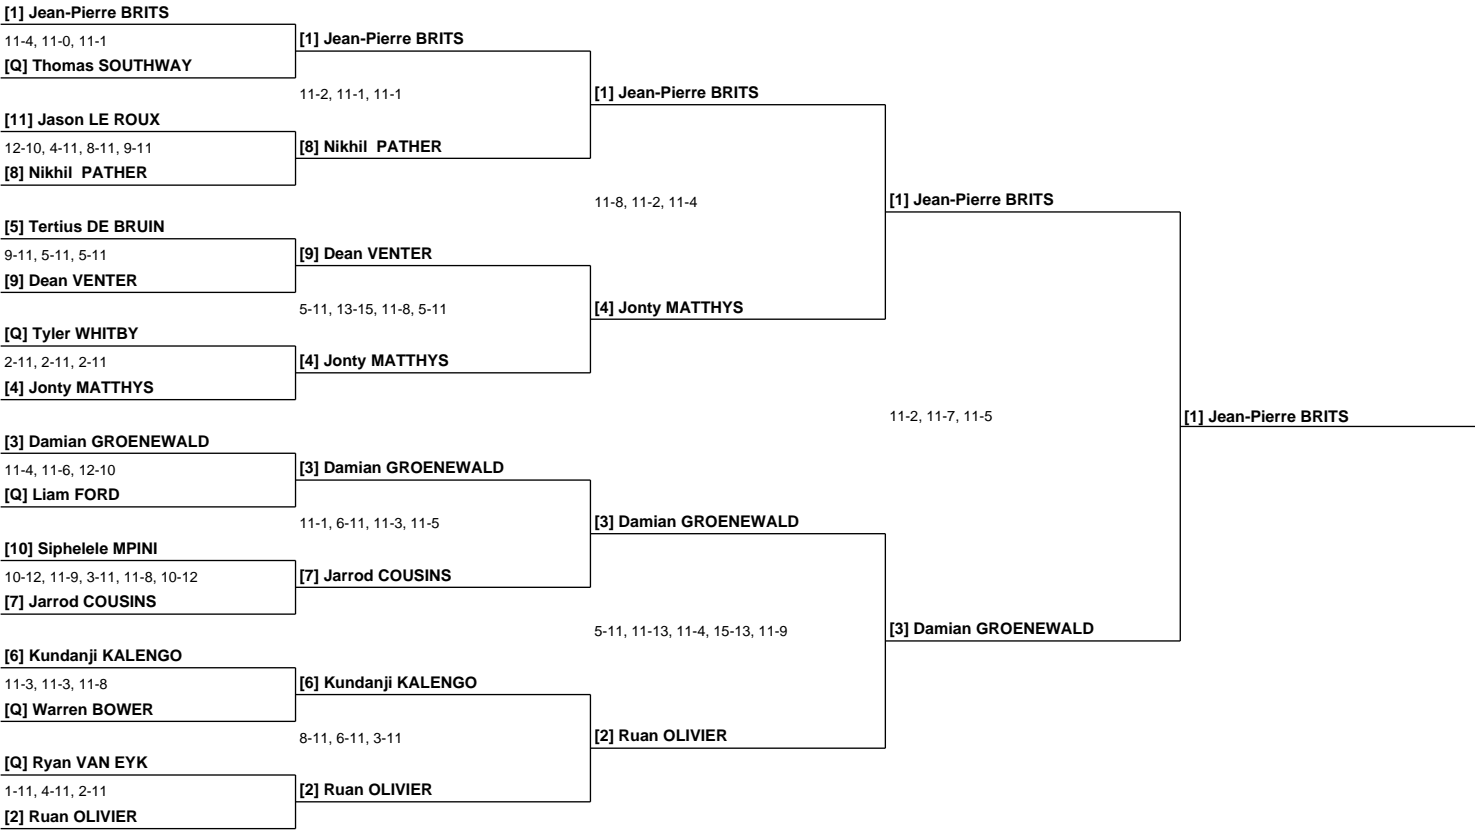 [1] Jean-Pierre BRITS
11-4, 11-0, 11-1
[Q] Thomas SOUTHWAY
[11] Jason LE ROUX
12-10, 4-11, 8-11, 9-11
[8] Nikhil  PATHER
[5] Tertius DE BRUIN
9-11, 5-11, 5-11
[9] Dean VENTER
[Q] Tyler WHITBY
2-11, 2-11, 2-11
[4] Jonty MATTHYS
[3] Damian GROENEWALD
11-4, 11-6, 12-10
[Q] Liam FORD
[10] Siphelele MPINI
10-12, 11-9, 3-11, 11-8, 10-12
[7] Jarrod COUSINS
[6] Kundanji KALENGO
11-3, 11-3, 11-8
[Q] Warren BOWER
[Q] Ryan VAN EYK
1-11, 4-11, 2-11
[2] Ruan OLIVIER
[1] Jean-Pierre BRITS
11-2, 11-1, 11-1
[8] Nikhil  PATHER
[9] Dean VENTER
5-11, 13-15, 11-8, 5-11
[4] Jonty MATTHYS
[3] Damian GROENEWALD
11-1, 6-11, 11-3, 11-5
[7] Jarrod COUSINS
[6] Kundanji KALENGO
8-11, 6-11, 3-11
[2] Ruan OLIVIER
[1] Jean-Pierre BRITS
11-8, 11-2, 11-4
[4] Jonty MATTHYS
[3] Damian GROENEWALD
5-11, 11-13, 11-4, 15-13, 11-9
[2] Ruan OLIVIER
[1] Jean-Pierre BRITS
11-2, 11-7, 11-5
[3] Damian GROENEWALD
[1] Jean-Pierre BRITS